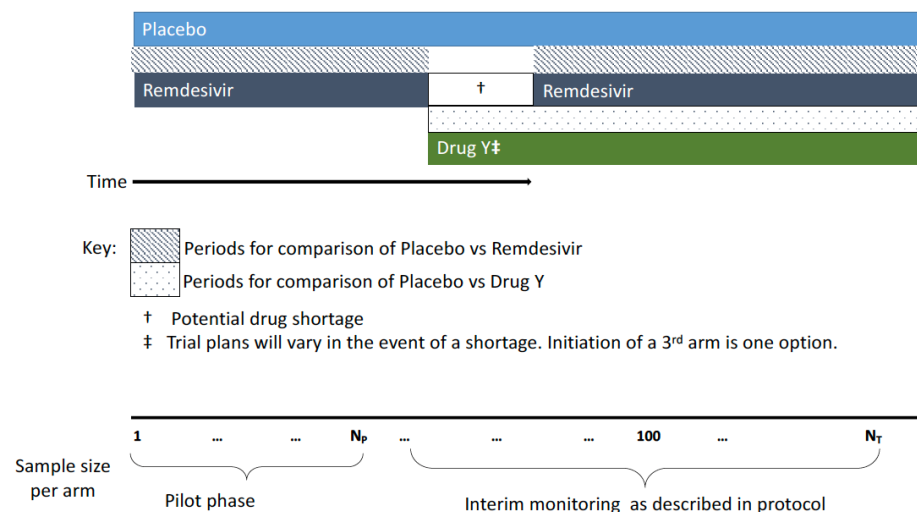 Placebo
Remdesivir † Remdesivir
Drug Y‡
Time
Key: Periods for comparison of Placebo vs Remdesivir
Periods for comparison of Placebo vs Drug Y
† Potential drug shortage
‡ Trial plans will vary in the event of a shortage. Initiation of a 3rd arm is one option.
1 ... ... NP ... ... ... 100 ... NT
Sample size
per arm
Pilot phase
Interim monitoring as described in protocol